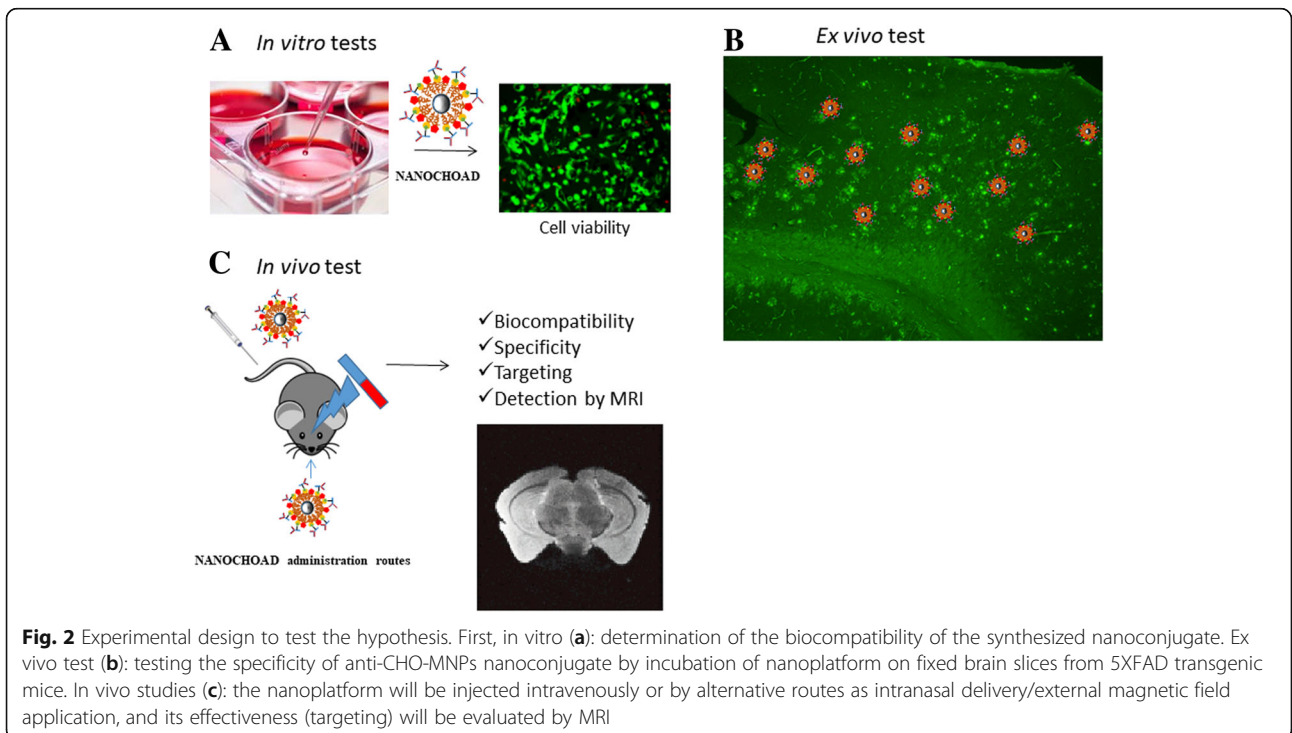 A In vitro tests
NANOCHOAD
Cell viability
B Ex vivo test
C In vivo test
✓Biocompatibility
✓Specificity
✓Targeting
✓Detection by MRI
NANOCHOAD administration routes
Fig. 2 Experimental design to test the hypothesis. First, in vitro (a): determination of the biocompatibility of the synthesized nanoconjugate. Ex
vivo test (b): testing the specificity of anti-CHO-MNPs nanoconjugate by incubation of nanoplatform on fixed brain slices from 5XFAD transgenic
mice. In vivo studies (c): the nanoplatform will be injected intravenously or by alternative routes as intranasal delivery/external magnetic field
application, and its effectiveness (targeting) will be evaluated by MRI